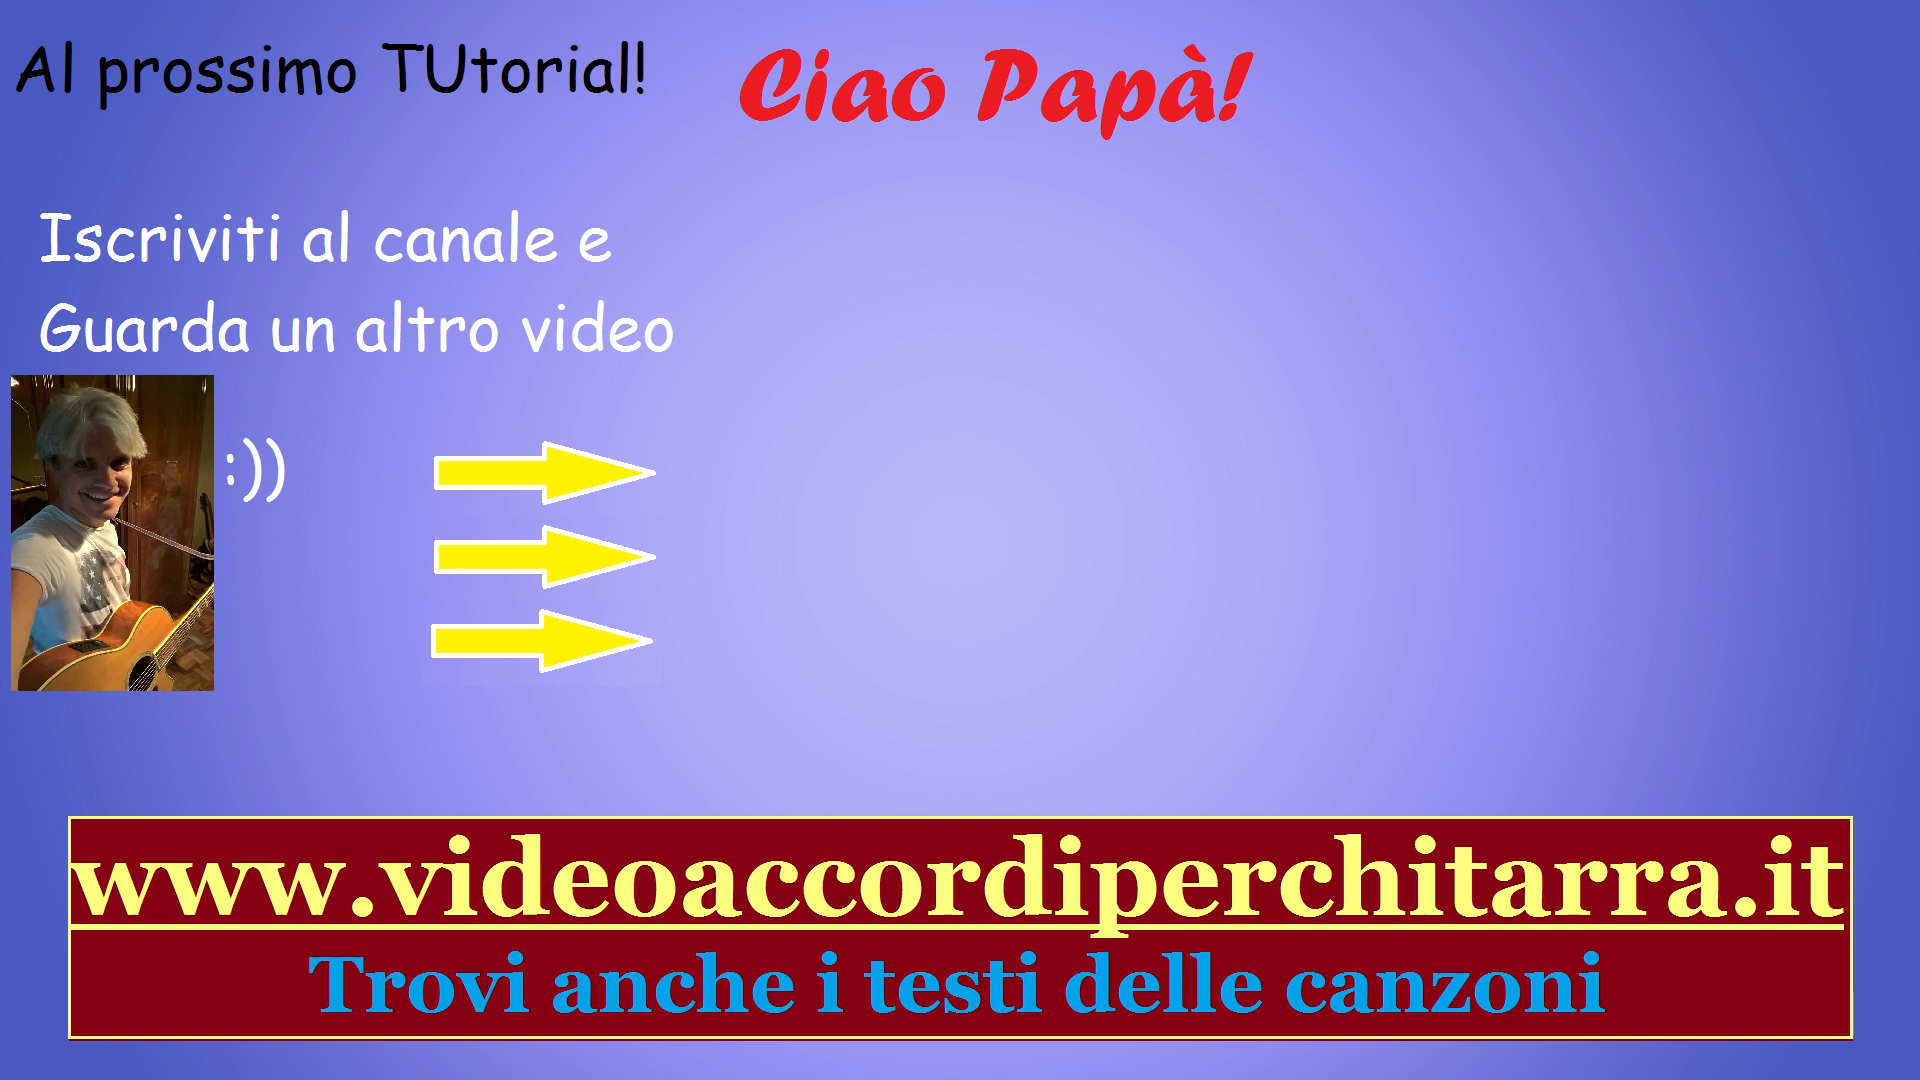 Al prossimo TUtorial!
Ciao Papà!
Iscriviti al canale e
Guarda un altro video
:))
www.videoaccordiperchitarra.it
Trovi anche i testi delle canzoni